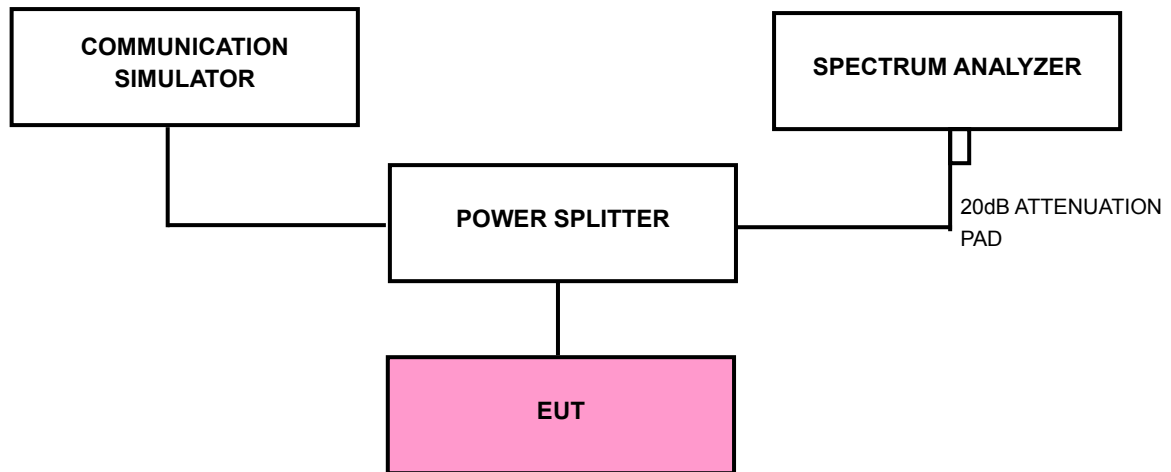 COMMUNICATION
SIMULATOR
SPECTRUM ANALYZER
POWER SPLITTER
20dB ATTENUATION
PAD
EUT